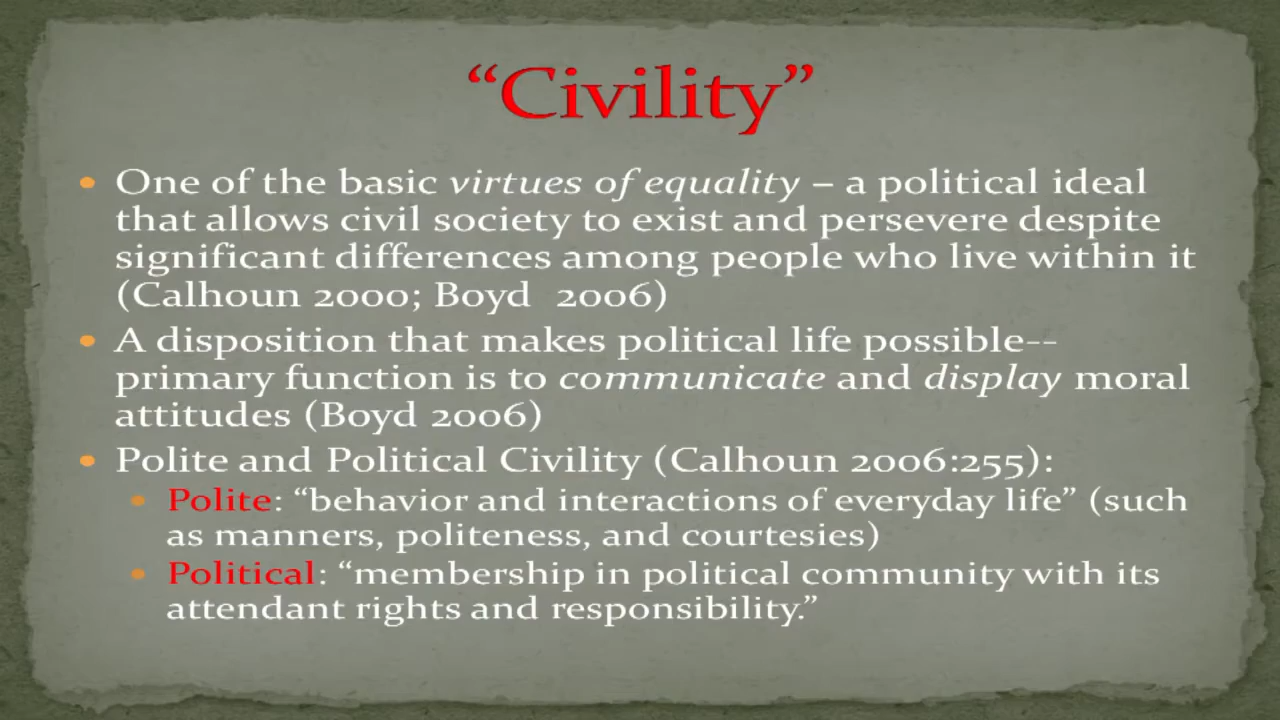 “Civility”
• One of the basic virtues of equality – a political ideal
that allows civil society to exist and persevere despite
significant differences among people who live within it
(Calhoun 2000; Boyd  2006)
• A disposition that makes political life possible--
primary function is to communicate and display moral
attitudes (Boyd 2006)
• Polite and Political Civility (Calhoun 2006:255):
• Polite: “behavior and interactions of everyday life” (such
as manners, politeness, and courtesies)
• Political: “membership in political community with its
attendant rights and responsibility.”